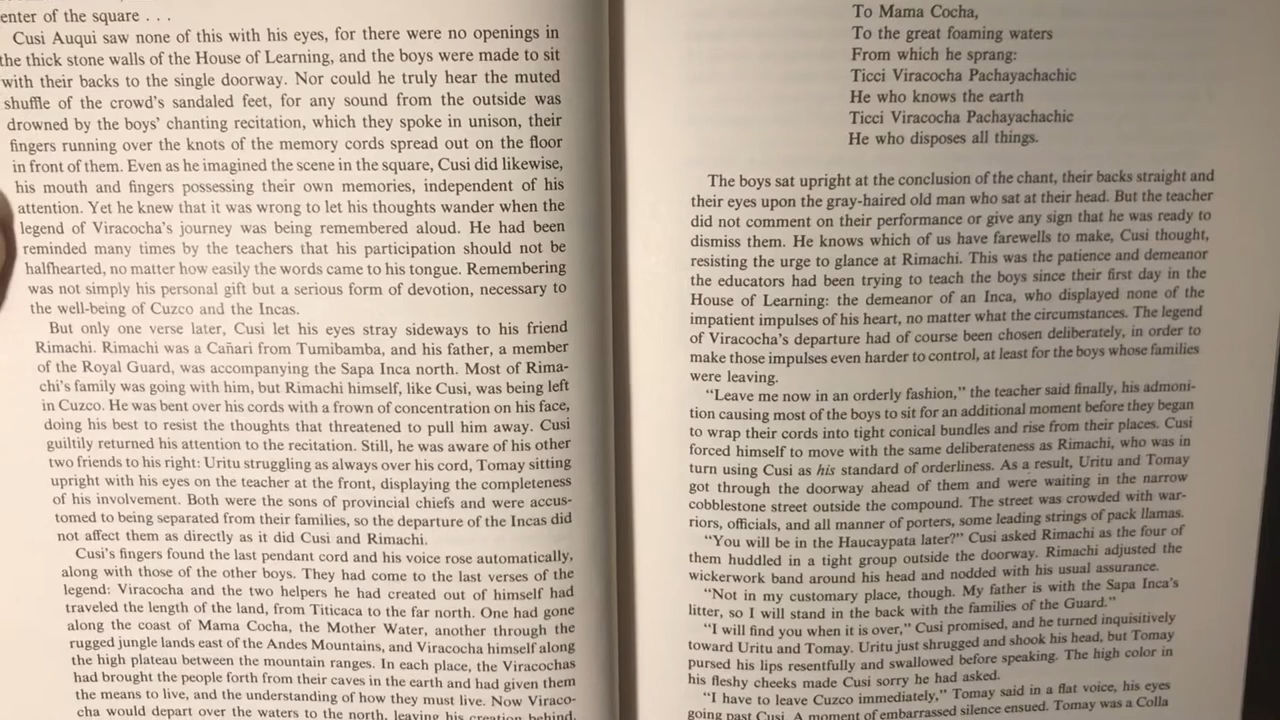 enter of the square . . .
Cusi Auqui saw none of this with his eyes, for there were no openings in
the thick stone walls of the House of Learning, and the boys were made to sit
with their backs to the single doorway. Nor could he truly hear the muted
shuffle of the crowd's sandaled feet, for any sound from the outside was
drowned by the boys' chanting recitation, which they spoke in unison, their
fingers running over the knots of the memory cords spread out on the floor
in front of them. Even as he imagined the scene in the square, Cusi did likewise,
his mouth and fingers possessing their own memories, independent of his
attention. Yet he knew that it was wrong to let his thoughts wander when the
legend of Viracocha's journey was being remembered aloud. He had been
reminded many times by the teachers that his participation should not be
halfhearted, no matter how easily the words came to his tongue. Remembering
was not simply his personal gift but a serious form of devotion, necessary to
the well-being of Cuzco and the Incas.
But only one verse later, Cusi let his eyes stray sideways to his friend
Rimachi. Rimachi was a Cañari from Tumibamba, and his father, a member
of the Royal Guard, was accompanying the Sapa Inca north. Most of Rima-
chi's family was going with him, but Rimachi himself, like Cusi, was being left
in Cuzco. He was bent over his cords with a frown of concentration on his face,
doing his best to resist the thoughts that threatened to pull him away. Cusi
guiltily returned his attention to the recitation. Still, he was aware of his other
two friends to his right: Uritu struggling as always over his cord, Tomay sitting
upright with his eyes on the teacher at the front, displaying the completeness
of his involvement. Both were the sons of provincial chiefs and were accus-
tomed to being separated from their families, so the departure of the Incas did
not affect them as directly as it did Cusi and Rimachi.
Cusi's fingers found the last pendant cord and his voice rose automatically,
along with those of the other boys. They had come to the last verses of the
legend: Viracocha and the two helpers he had created out of himself had
traveled the length of the land, from Titicaca to the far north. One had gone
along the coast of Mama Cocha, the Mother Water, another through the
rugged jungle lands east of the Andes Mountains, and Viracocha himself along
the high plateau between the mountain ranges. In each place, the Viracochas
had brought the people forth from their caves in the earth and had given them
the means to live, and the understanding of how they must live. Now Viraco-
cha would depart over the waters to the north, leaving his creation behind.
To Mama Cocha,
To the great foaming waters
From which he sprang:
Ticci Viracocha Pachayachachic
He who knows the earth
Ticci Viracocha Pachayachachic
He who disposes all things.
The boys sat upright at the conclusion of the chant, their backs straight and
their eyes upon the gray-haired old man who sat at their head. But the teacher
did not comment on their performance or give any sign that he was ready to
dismiss them. He knows which of us have farewells to make, Cusi thought,
resisting the urge to glance at Rimachi. This was the patience and demeanor
the educators had been trying to teach the boys since their first day in the
House of Learning: the demeanor of an Inca, who displayed none of the
impatient impulses of his heart, no matter what the circumstances. The legend
of Viracocha's departure had of course been chosen deliberately, in order to
make those impulses even harder to control, at least for the boys whose families
were leaving.
"Leave me now in an orderly fashion," the teacher said finally, his admoni-
tion causing most of the boys to sit for an additional moment before they began
to wrap their cords into tight conical bundles and rise from their places. Cusi
forced himself to move with the same deliberateness as Rimachi, who was in
turn using Cusi as his standard of orderliness. As a result, Uritu and Tomay
got through the doorway ahead of them and were waiting in the narrow
cobblestone street outside the compound. The street was crowded with war-
riors, officials, and all manner of porters, some leading strings of pack llamas.
"You will be in the Haucaypata later?" Cusi asked Rimachi as the four of
them huddled in a tight group outside the doorway. Rimachi adjusted the
wickerwork band around his head and nodded with his usual assurance.
"Not in my customary place, though. My father is with the Sapa Inca's
litter, so I will stand in the back with the families of the Guard."
"I will find you when it is over," Cusi promised, and he turned inquisitively
toward Uritu and Tomay. Uritu just shrugged and shook his head, but Tomay
pursed his lips resentfully and swallowed before speaking. The high color in
his fleshy cheeks made Cusi sorry he had asked.
"I have to leave Cuzco immediately," Tomay said in a flat voice, his eyes
going past Cusi. A moment of embarrassed silence ensued. Tomay was a Colla